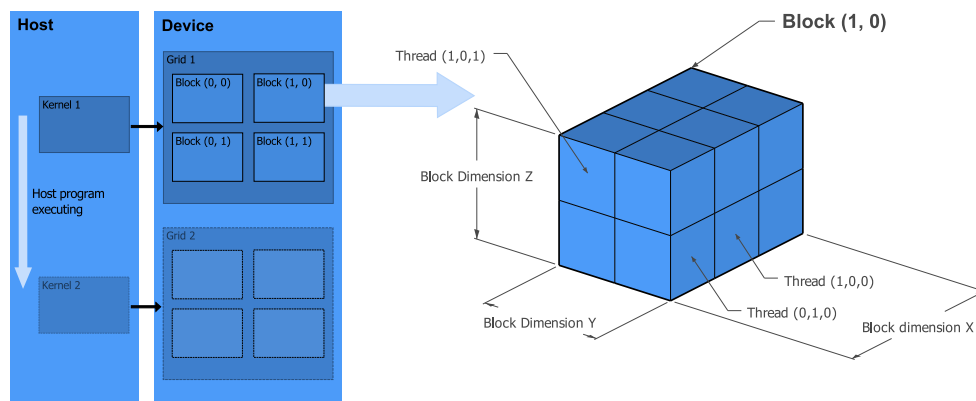 Host
Device
Grid 1
Block (0, 0)
Block (1, 0)
Block (0, 1)
Block (1, 1)
Kernel 1
Host program
executing
Grid 2
Kernel 2
Block (1, 0)
Thread (1,0,1)
Block Dimension Z
Thread (1,0,0)
Thread (0,1,0)
Block Dimension Y
Block dimension X